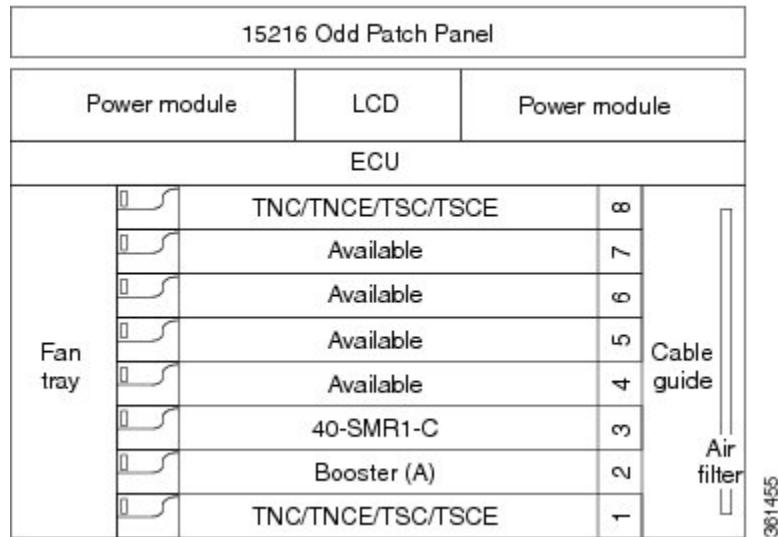 15216 Odd Patch Panel
Power module
LCD
Power module
ECU
TNC/TNCE/TSC/TSCE
8
Available
7
Available
6
Available
5
Available
4
40-SMR1-C
3
Booster (A)
2
TNC/TNCE/TSC/TSCE
1
Fan
tray
Cable
guide
Air
filter
361455